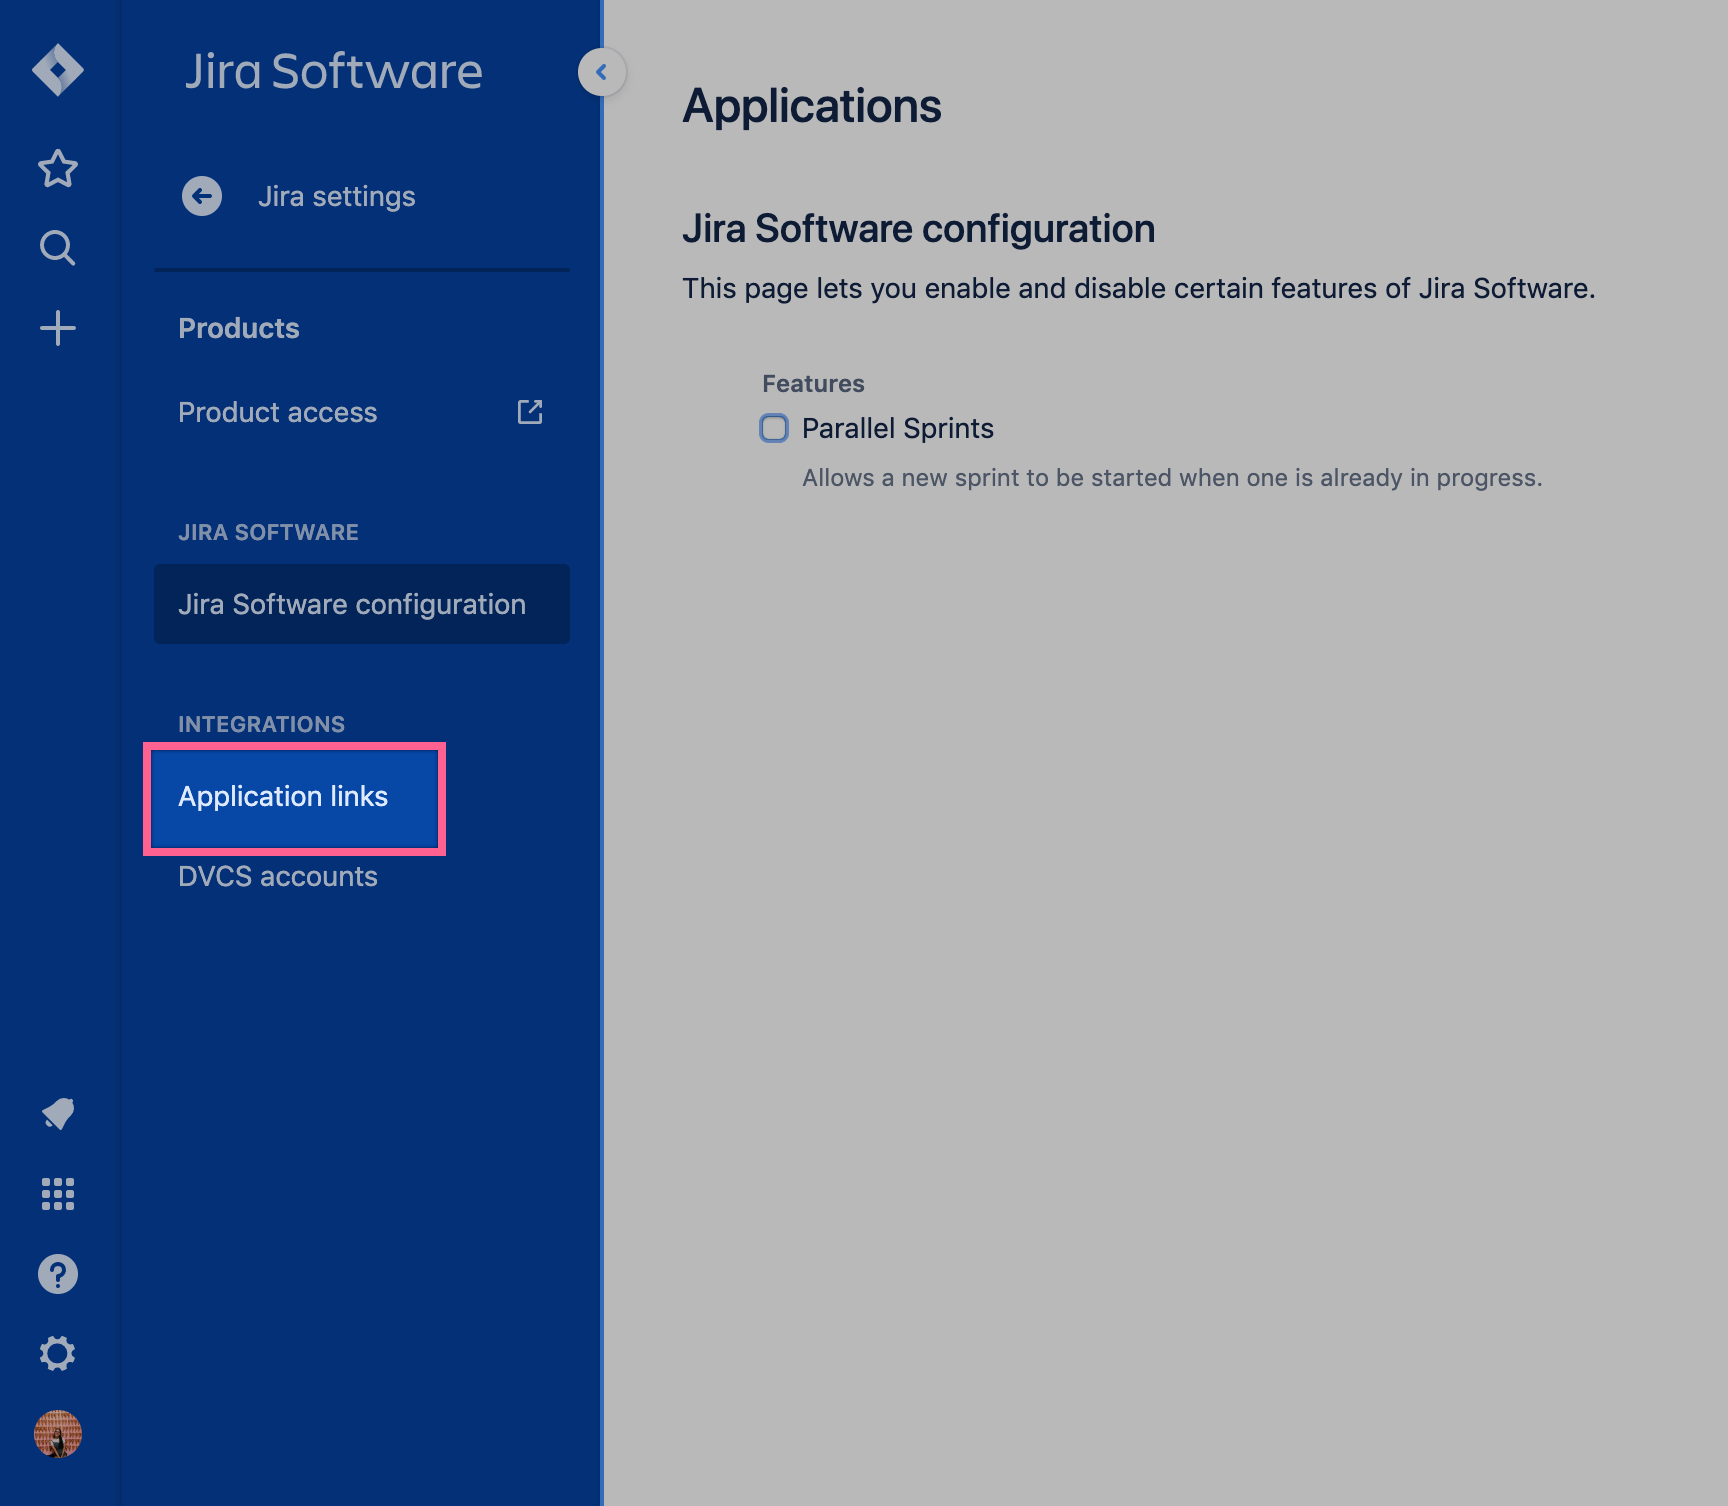 Jira Software
Jira settings
Products
Product access
JIRA SOFTWARE
Jira Software configuration
INTEGRATIONS
Application links
DVCS accounts
Applications
Jira Software configuration
This page lets you enable and disable certain features of Jira Software.
Features
Parallel Sprints
Allows a new sprint to be started when one is already in progress.